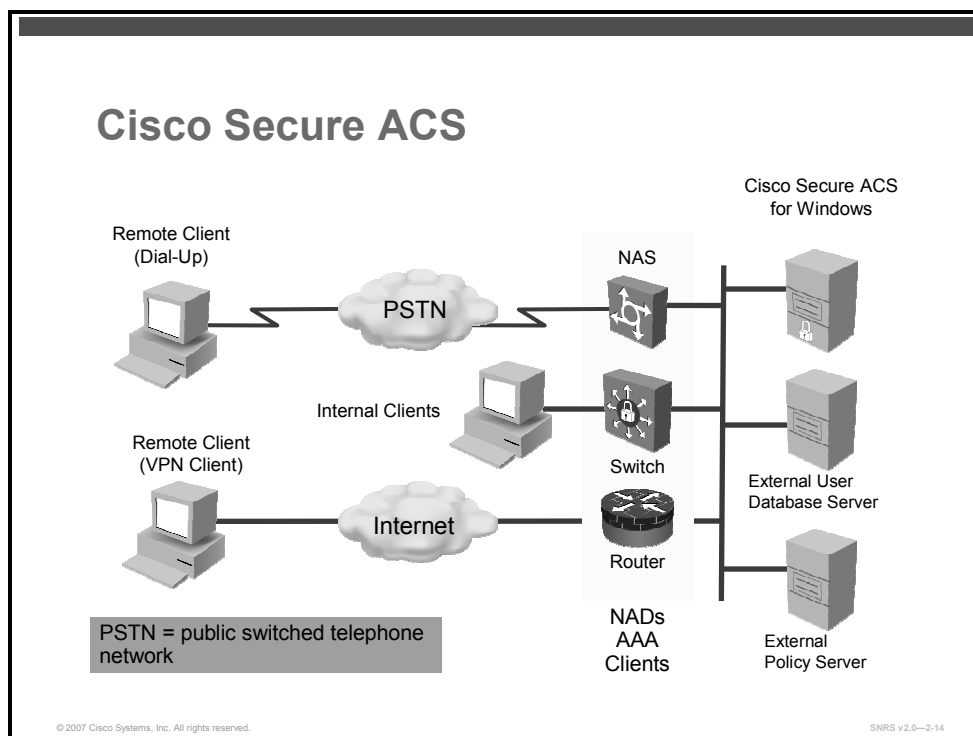 Cisco Secure ACS
Cisco Secure ACS
for Windows
Remote Client
(Dial-Up)
NAS
PSTN
Internal Clients
Remote Client
(VPN Client)
Switch
External User
Database Server
Internet
Router
PSTN = public switched telephone
network
NADs
AAA
Clients
External
Policy Server
© 2007 Cisco Systems, Inc. All rights reserved.
SNRS v2.0—2-14